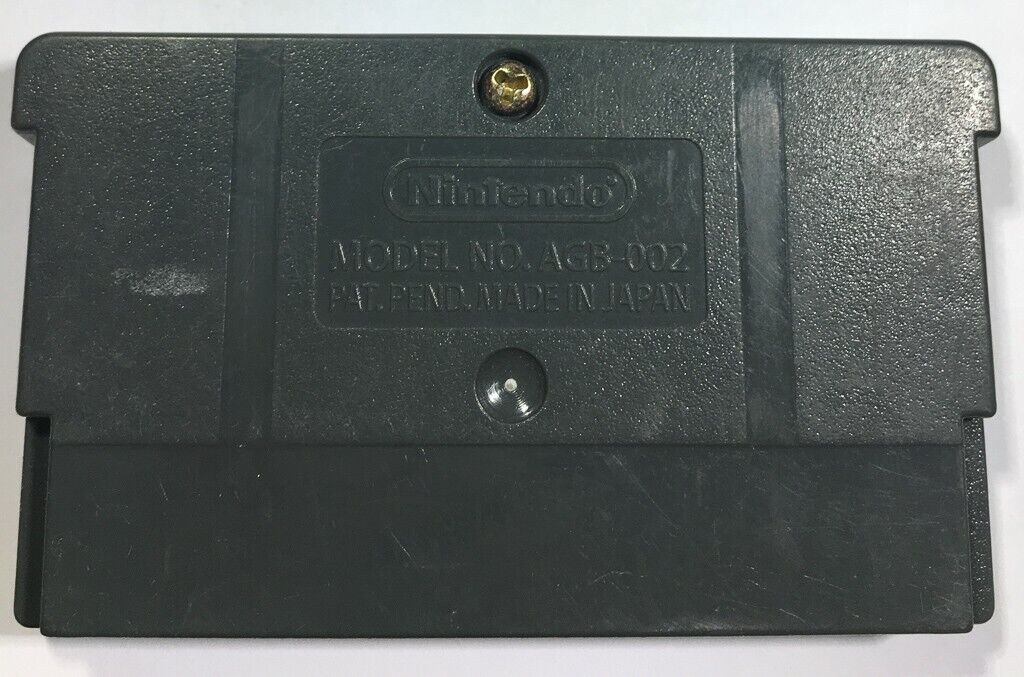 Nintendo®
MODEL NO. AGB-002
PAT. PEND. MADE IN JAPAN